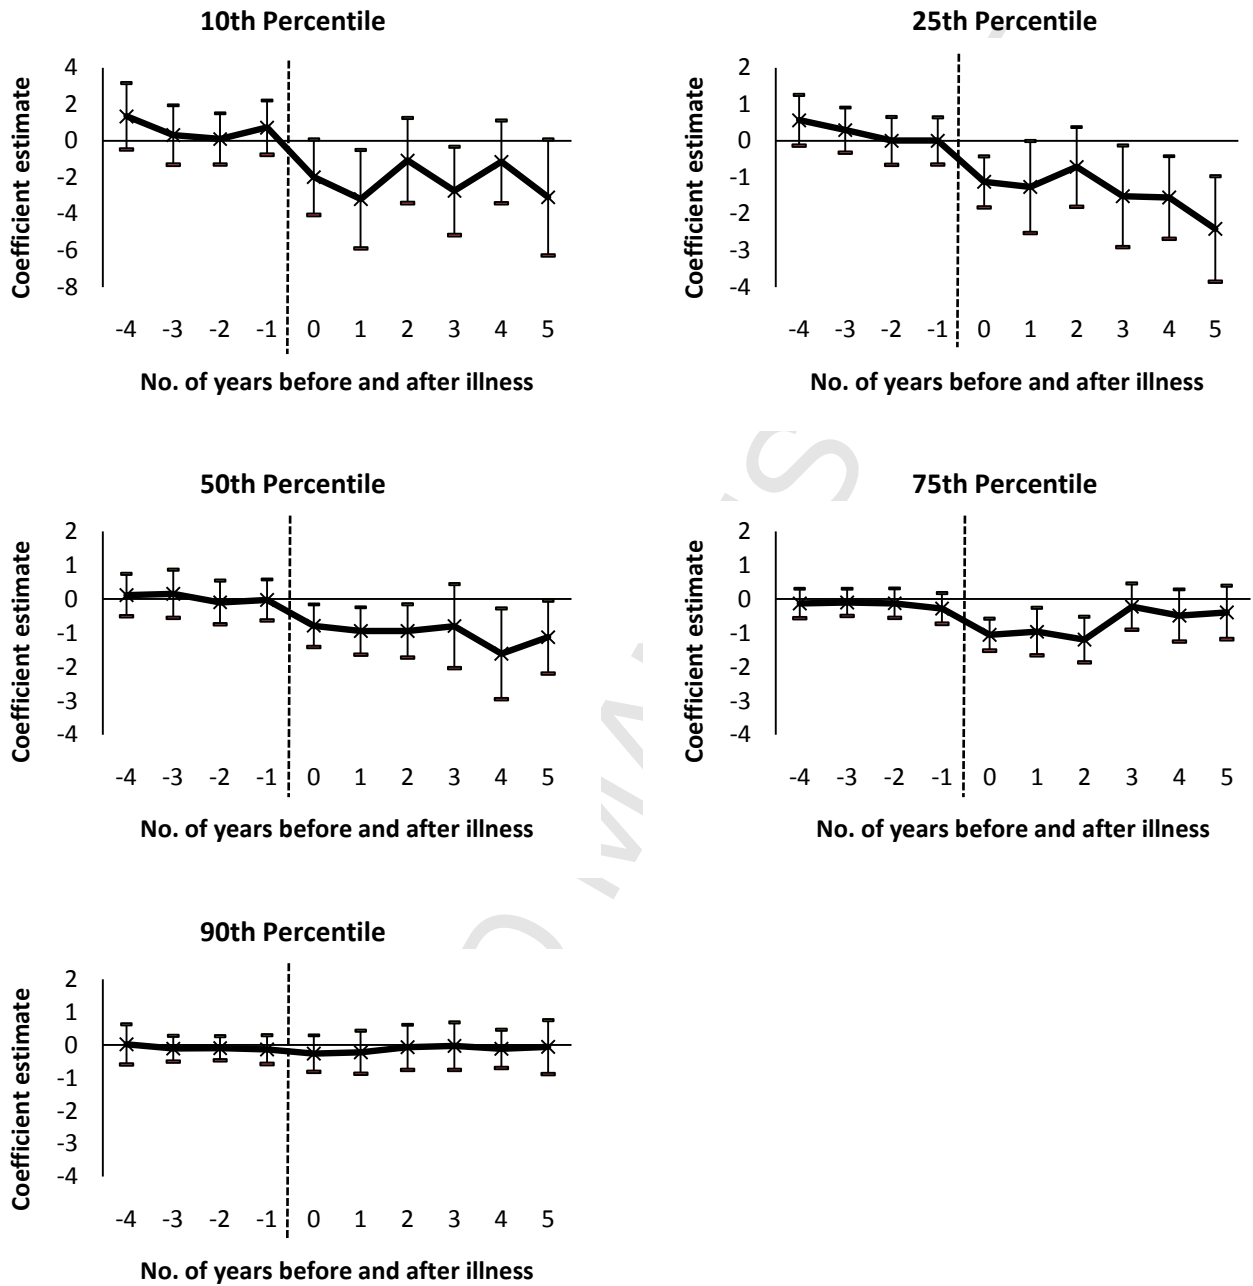 10th Percentile
Coefficient estimate
4
2
0
-2
-4
-6
-8
-4 -3 -2 -1 0 1 2 3 4 5
No. of years before and after illness
25th Percentile
Coefficient estimate
2
1
0
-1
-2
-3
-4
-4 -3 -2 -1 0 1 2 3 4 5
No. of years before and after illness
50th Percentile
Coefficient estimate
2
1
0
-1
-2
-3
-4
-4 -3 -2 -1 0 1 2 3 4 5
No. of years before and after illness
75th Percentile
Coefficient estimate
2
1
0
-1
-2
-3
-4
-4 -3 -2 -1 0 1 2 3 4 5
No. of years before and after illness
90th Percentile
Coefficient estimate
2
1
0
-1
-2
-3
-4
-4 -3 -2 -1 0 1 2 3 4 5
No. of years before and after illness